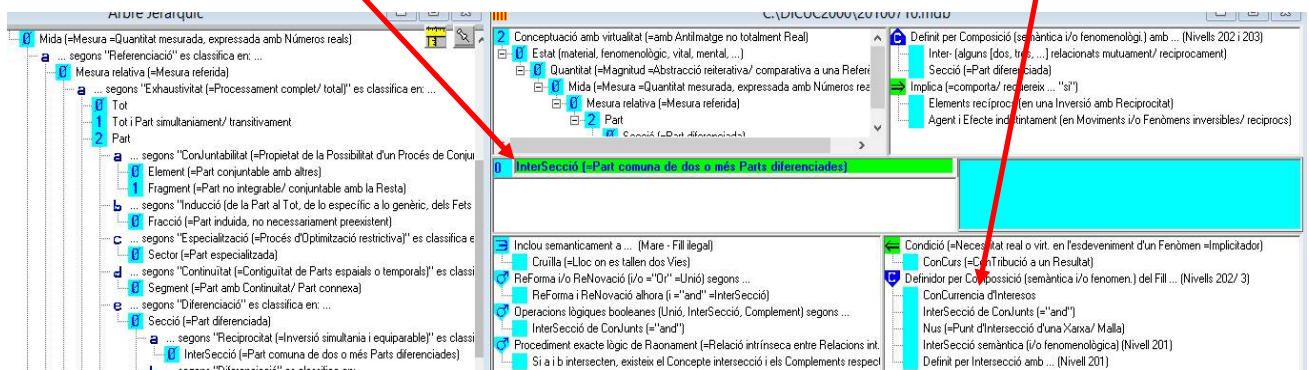 Arbre Jeràrquic
C:\DICUC2000\20100710.mdb
0 Mida (=Mesura =Quantitat mesurada, expressada amb Números reals)
a ... segons "Referenciació" es classifica en: ...
0 Mesura relativa (=Mesura referida)
a ... segons "Exhaustivitat (=Processament complet/ total)" es classifica en: ...
0 Tot
1 Tot i Part simultaniament/ transitivament
2 Part
a ... segons "ConJuntabilitat (=Propietat de la Possibilitat d'un Procés de Conjun
0 Element (=Part conjuntable amb altres)
1 Fragment (=Part no integrable/ conjuntable amb la Resta)
b ... segons "Inducció (de la Part al Tot, de lo específic a lo genèric, dels Fets
0 Fracció (=Part induida, no necessariament preexistent)
c ... segons "Especialització (=Procés d'Optimització restrictiva)" es classifica e
0 Sector (=Part especialitzada)
d ... segons "Continuïtat (=Contiguïtat de Parts espaials o temporals)" es classi
0 Segment (=Part amb Continuïtat/ Part connexa)
e ... segons "Diferenciació" es classifica en: ...
0 Secció (=Part diferenciada)
a ... segons "Reciprocitat (=Inversió simultania i equiparable)" es classi
0 InterSecció (=Part comuna de dos o més Parts diferenciades)
2 Conceptuació amb virtualitat (=amb Antilmatge no totalment Real)
0 Estat (material, fenomenològic, vital, mental, ...)
0 Quantitat (=Magnitud =Abstracció reiterativa/ comparativa a una Referè
0 Mida (=Mesura =Quantitat mesurada, expressada amb Números rea
0 Mesura relativa (=Mesura referida)
2 Part
0 Secció (=Part diferenciada)
C Definit per Composició (semàntica i/o fenomenològi.) amb ... (Nivells 202 i 203)
Inter- (alguns [dos, tres, ...] relacionats mutuament/ reciprocament)
Secció (=Part diferenciada)
Implica (=comporta/ requereix ... "si")
Elements recíprocs (en una Inversió amb Reciprocitat)
Agent i Efecte indistintament (en Moviments i/o Fenòmens inversibles/ reciprocs)
0 InterSecció (=Part comuna de dos o més Parts diferenciades)
Inclou semanticament a ... (Mare - Fill ilegal)
Cruïlla (=Lloc on es tallen dos Vies)
ReForma i/o ReNovació (i/o ="Or" =Unió) segons ...
ReForma i ReNovació alhora (i ="and" =InterSecció)
Operacions lògiques booleanes (Unió, InterSecció, Complement) segons ...
InterSecció de ConJunts (="and")
Procediment exacte lògic de Raonament (=Relació intrínseca entre Relacions int.
Si a i b intersecten, existeix el Concepte intersecció i els Complements respect
Condició (=Necesitat real o virt. en l'esdeveniment d'un Fenòmen =Implicitador)
ConCurs (=ConTribució a un Resultat)
C Definidor per Composició (semàntica i/o fenomen.) del Fill ... (Nivells 202/ 3)
ConCurrencia d'Interesos
InterSecció de ConJunts (="and")
Nus (=Punt d'Intersecció d'una Xarxa/ Malla)
InterSecció semàntica (i/o fenomenològica) (Nivell 201)
Definit per Intersecció amb ... (Nivell 201)